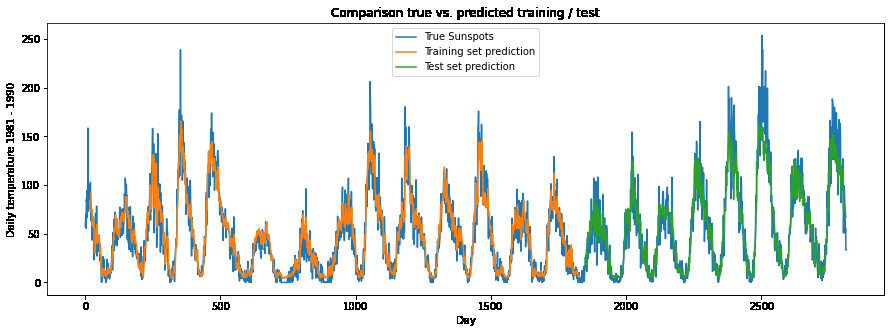 Comparison true vs. predicted training / test
True Sunspots
Training set prediction
Test set prediction
Daily temperature 1981 - 1990
250
200
150
100
50
0
0
500
1000
1500
2000
2500
Day